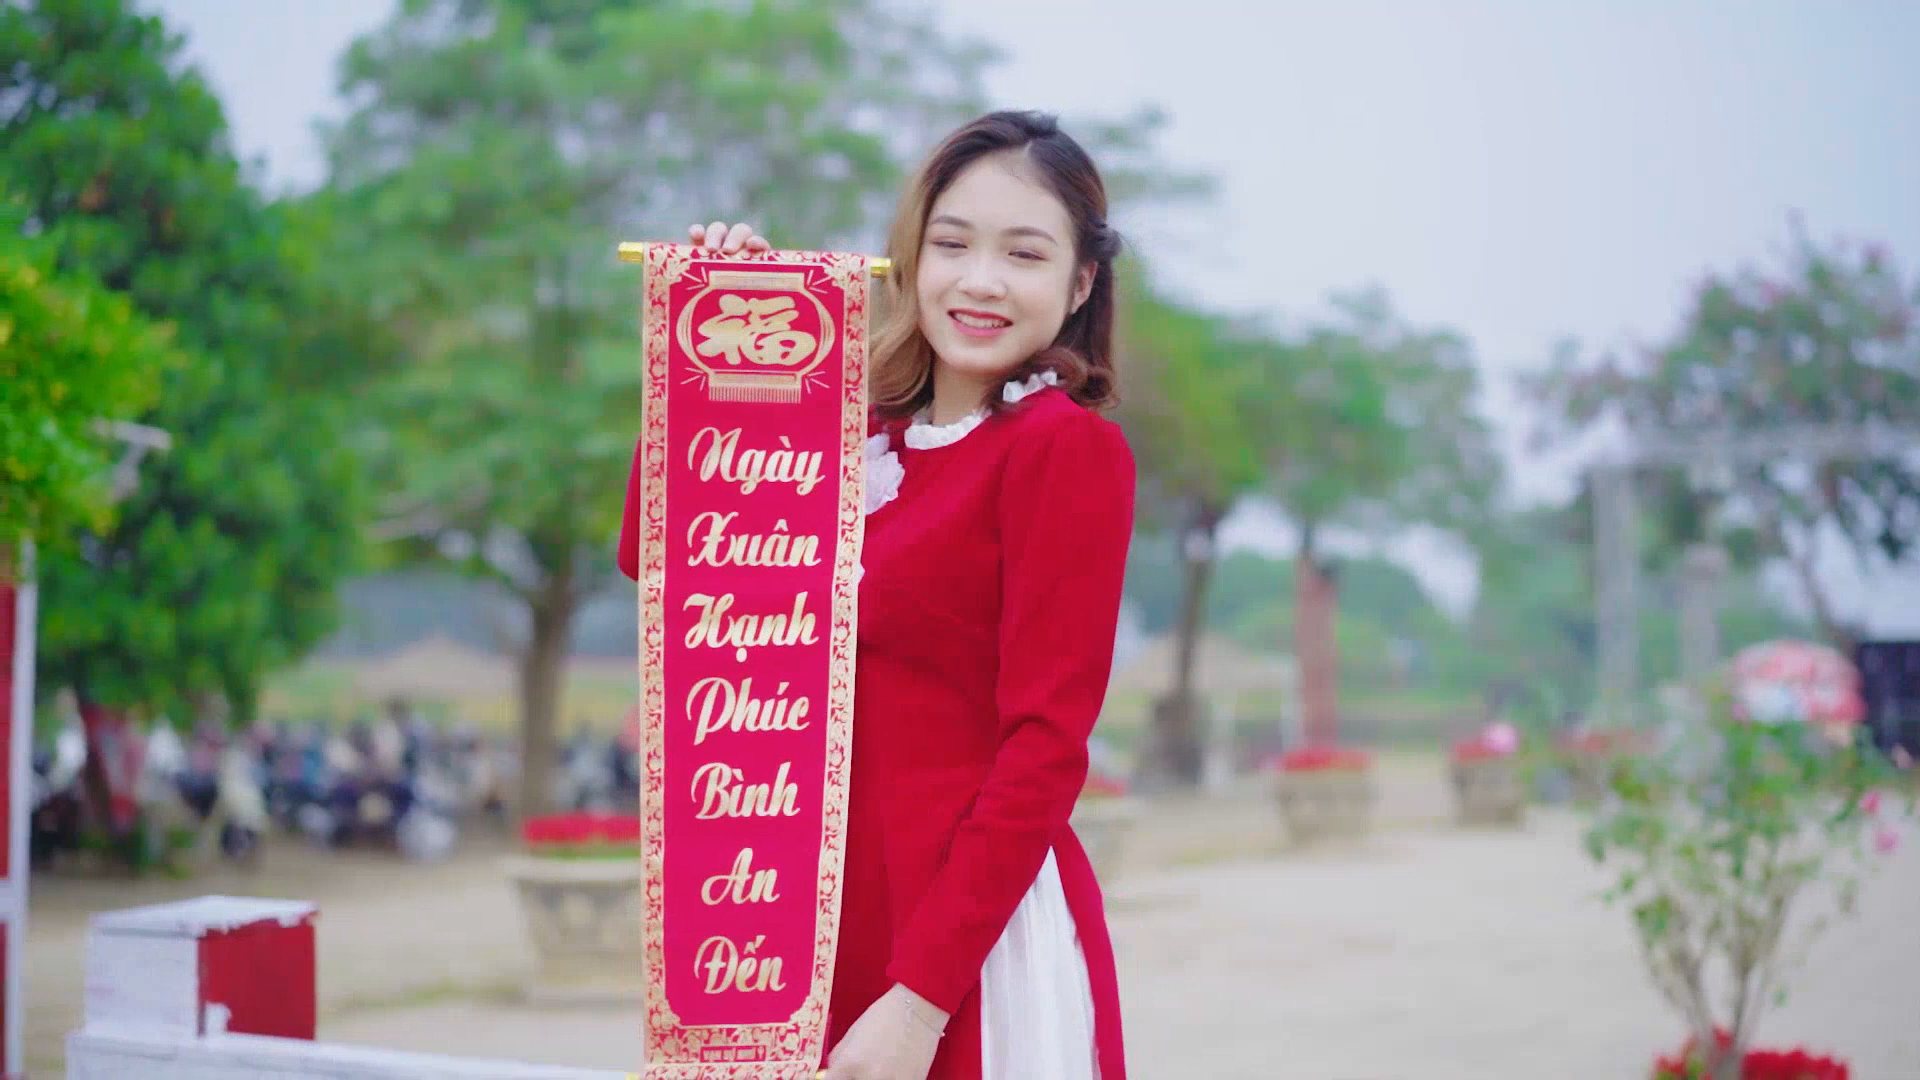 福
Ngày
Xuân
Hạnh
Phúc
Bình
An
Đến